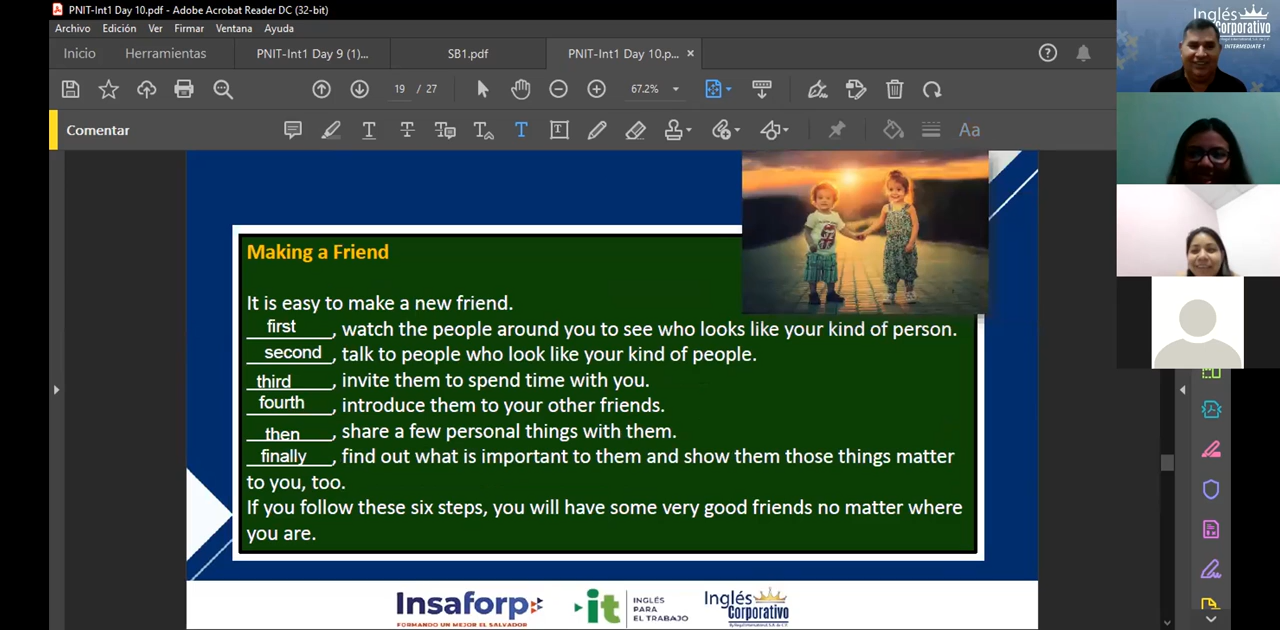 PNIT-Int1 Day 10.pdf - Adobe Acrobat Reader DC (32-bit)
Archivo Edición Ver Firmar Ventana Ayuda
Inicio Herramientas PNIT-Int1 Day 9 (1)... SB1.pdf PNIT-Int1 Day 10.p... ×
19 / 27 67.2%
Comentar
Making a Friend
It is easy to make a new friend.
first, watch the people around you to see who looks like your kind of person.
second, talk to people who look like your kind of people.
third, invite them to spend time with you.
fourth, introduce them to your other friends.
then, share a few personal things with them.
finally, find out what is important to them and show them those things matter
to you, too.
If you follow these six steps, you will have some very good friends no matter where
you are.
Insaforp
FORMANDO UN MEJOR EL SALVADOR
it
INGLÉS
PARA
EL TRABAJO
Inglés
Corporativo
Inglés
Corporativo
INTERMEDIATE 1